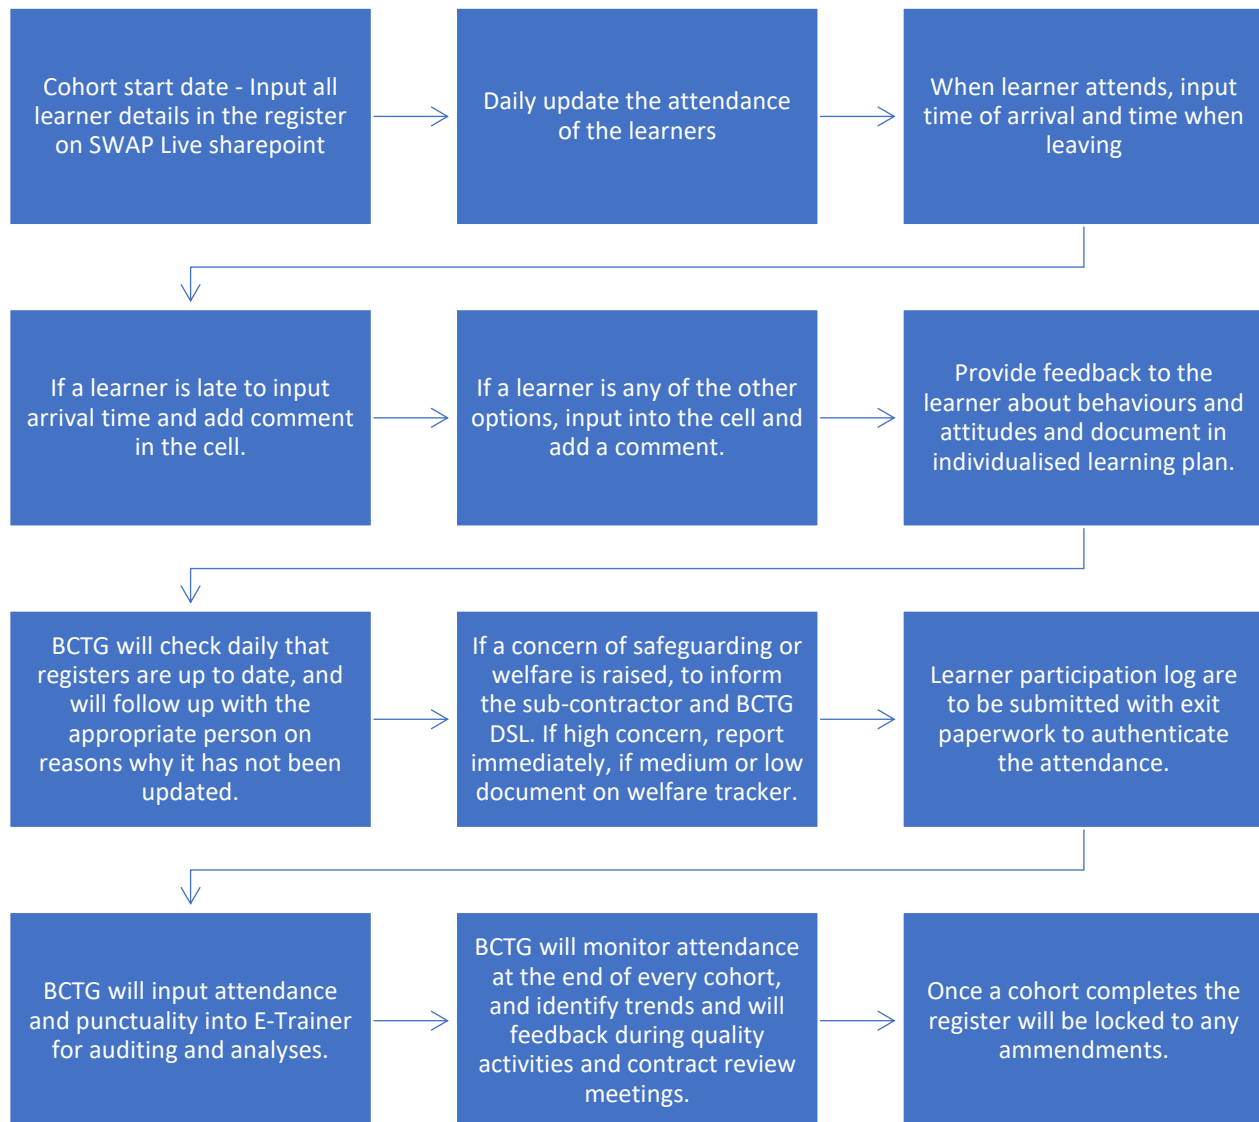 Cohort start date - Input all
learner details in the register
on SWAP Live sharepoint
Daily update the attendance
of the learners
When learner attends, input
time of arrival and time when
leaving
If a learner is late to input
arrival time and add comment
in the cell.
If a learner is any of the other
options, input into the cell and
add a comment.
Provide feedback to the
learner about behaviours and
attitudes and document in
individualised learning plan.
BCTG will check daily that
registers are up to date, and
will follow up with the
appropriate person on
reasons why it has not been
updated.
If a concern of safeguarding or
welfare is raised, to inform
the sub-contractor and BCTG
DSL. If high concern, report
immediately, if medium or low
document on welfare tracker.
Learner participation log are
to be submitted with exit
paperwork to authenticate
the attendance.
BCTG will input attendance
and punctuality into E-Trainer
for auditing and analyses.
BCTG will monitor attendance
at the end of every cohort,
and identify trends and will
feedback during quality
activities and contract review
meetings.
Once a cohort completes the
register will be locked to any
ammendments.